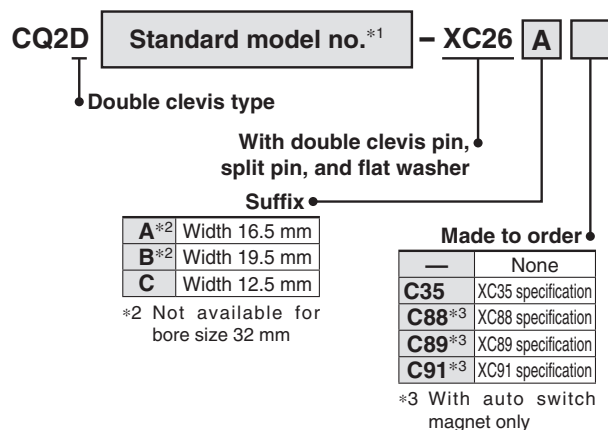 CQ2D Standard model no.*1 – XC26 A
Double clevis type
With double clevis pin,
split pin, and flat washer
Suffix
A*2 Width 16.5 mm
B*2 Width 19.5 mm
C Width 12.5 mm
*2 Not available for
bore size 32 mm
Made to order
— None
C35 XC35 specification
C88*3 XC88 specification
C89*3 XC89 specification
C91*3 XC91 specification
*3 With auto switch
magnet only